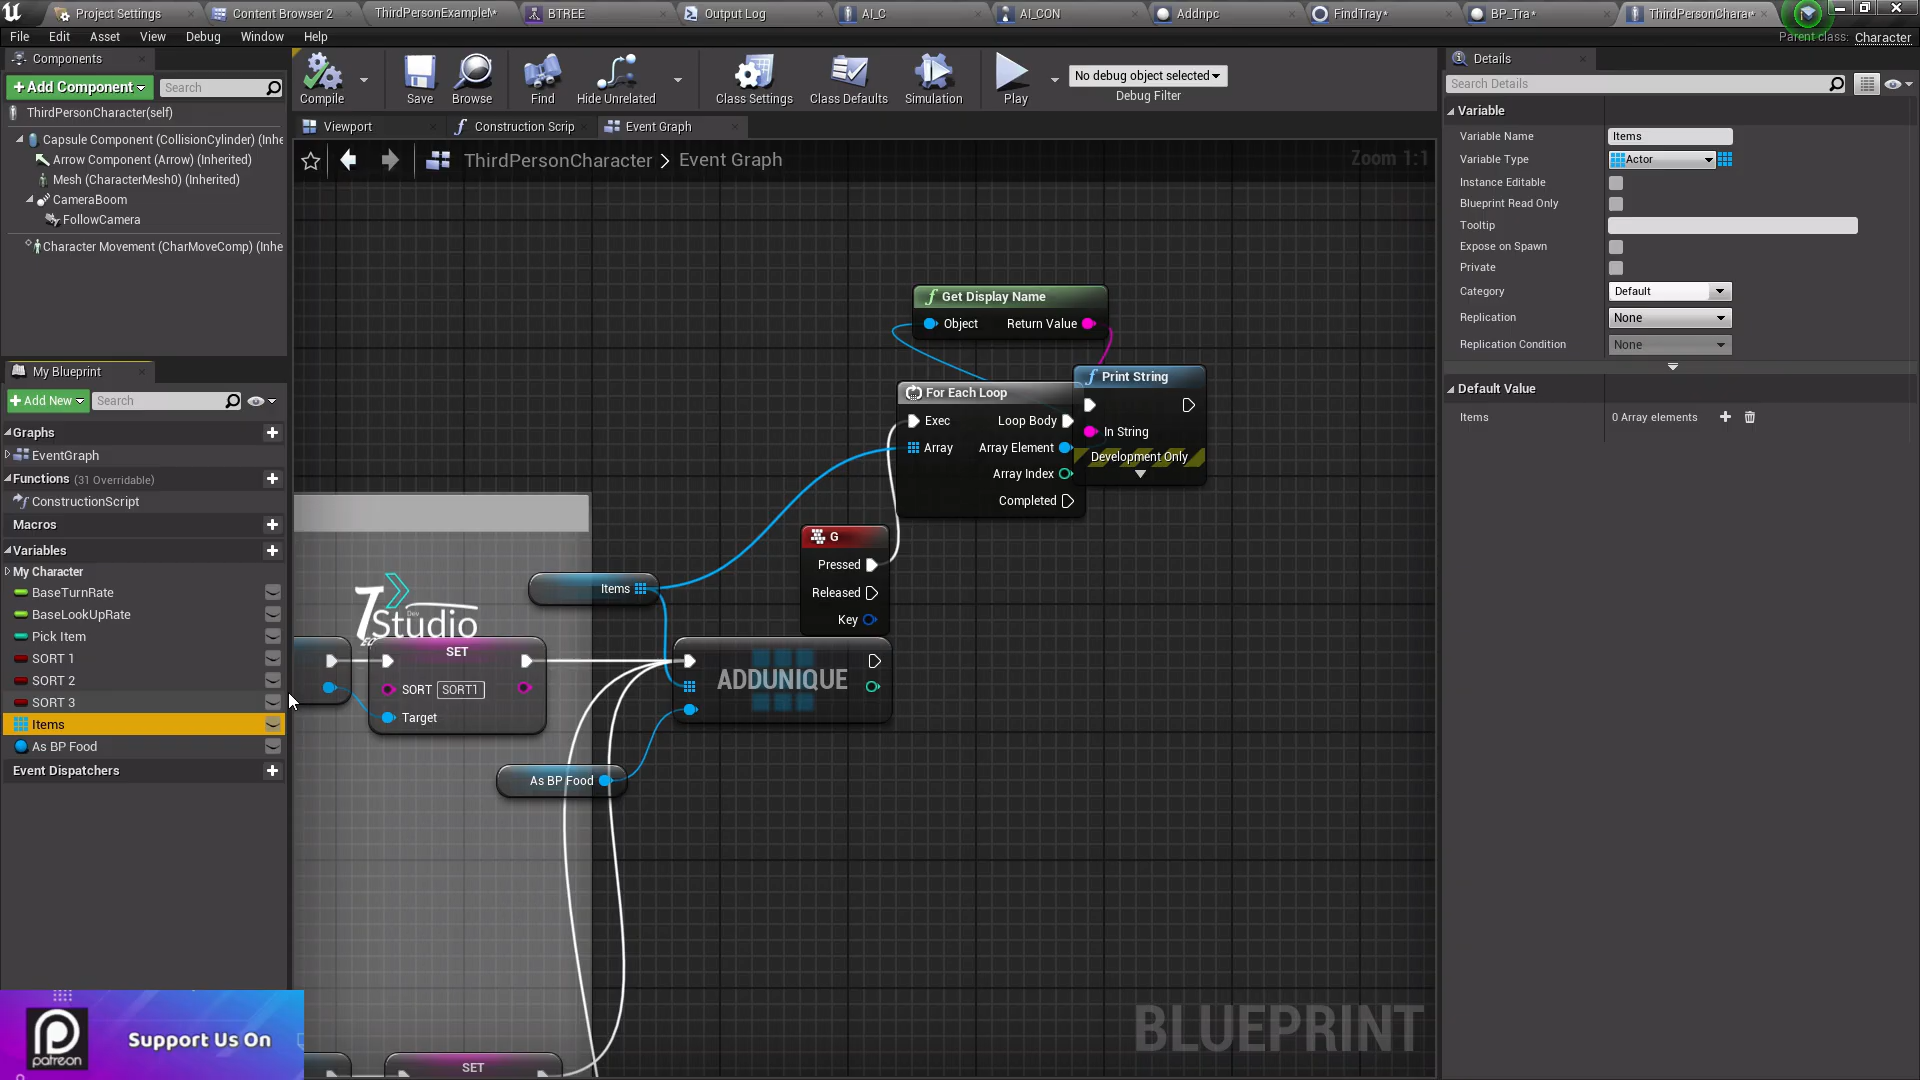 Project Settings
Content Browser 2
ThirdPersonExampleM*
BTREE
Output Log
AI_C
AI_CON
Addnpc
FindTray*
BP_Tra*
ThirdPersonChara*
File Edit Asset View Debug Window Help
Parent class: Character
Components
+Add Component
Search
ThirdPersonCharacter(self)
Capsule Component (CollisionCylinder) (Inhe
Arrow Component (Arrow) (Inherited)
Mesh (CharacterMesh0) (Inherited)
CameraBoom
FollowCamera
Character Movement (CharMoveComp) (Inhe
My Blueprint
+Add New
Search
Graphs
EventGraph
Functions (31 Overridable)
ConstructionScript
Macros
Variables
My Character
BaseTurnRate
BaseLookUpRate
Pick Item
SORT 1
SORT 2
SORT 3
Items
As BP Food
Event Dispatchers
patreon
Support Us On
Compile
Save
Browse
Find
Hide Unrelated
Class Settings
Class Defaults
Simulation
Play
No debug object selected
Debug Filter
Viewport
Construction Scrip
Event Graph
ThirdPersonCharacter > Event Graph
Zoom 1:1
Get Display Name
Object
Return Value
Print String
In String
Development Only
For Each Loop
Exec
Loop Body
Array
Array Element
Array Index
Completed
G
Pressed
Released
Key
Items
Dev
Studio
SET
SORT SORT1
Target
ADDUNIQUE
As BP Food
SET
BLUEPRINT
Details
Search Details
Variable
Variable Name Items
Variable Type Actor
Instance Editable
Blueprint Read Only
Tooltip
Expose on Spawn
Private
Category Default
Replication None
Replication Condition None
Default Value
Items 0 Array elements